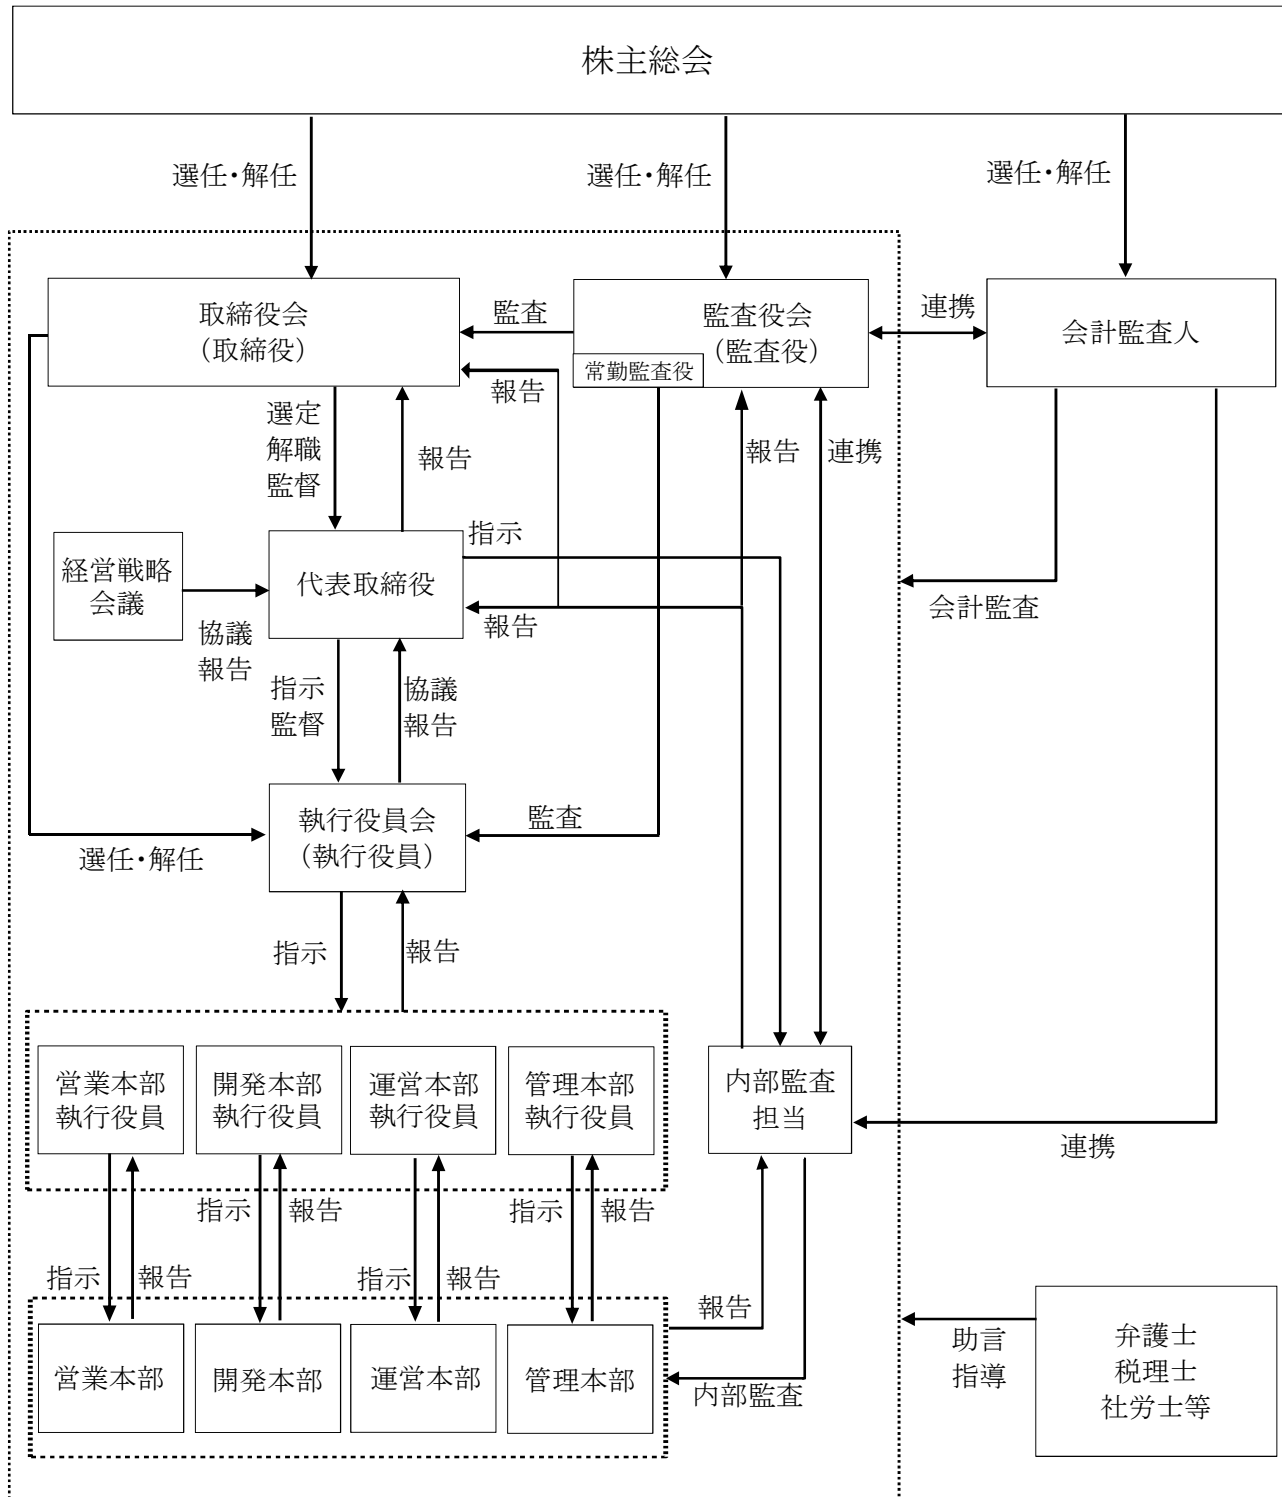 株主総会
選任・解任
選任・解任
選任・解任
取締役会
（取締役）
監査
監査役会
（監査役）
常勤監査役
連携
会計監査人
報告
選定
解職
監督
報告
報告
連携
指示
経営戦略
会議
代表取締役
報告
会計監査
協議
報告
指示
監督
協議
報告
執行役員会
（執行役員）
監査
選任・解任
指示
報告
営業本部
執行役員
開発本部
執行役員
運営本部
執行役員
管理本部
執行役員
内部監査
担当
連携
指示
報告
指示
報告
指示
報告
指示
報告
報告
営業本部
開発本部
運営本部
管理本部
内部監査
助言
指導
弁護士
税理士
社労士等